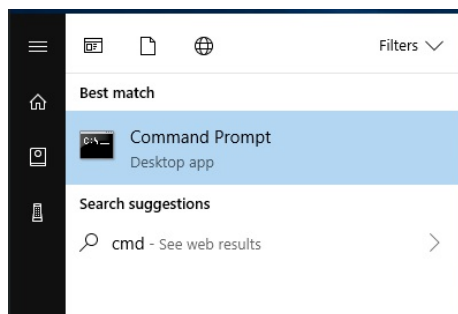 Filters
Best match
C:\_
Command Prompt
Desktop app
Search suggestions
cmd - See web results